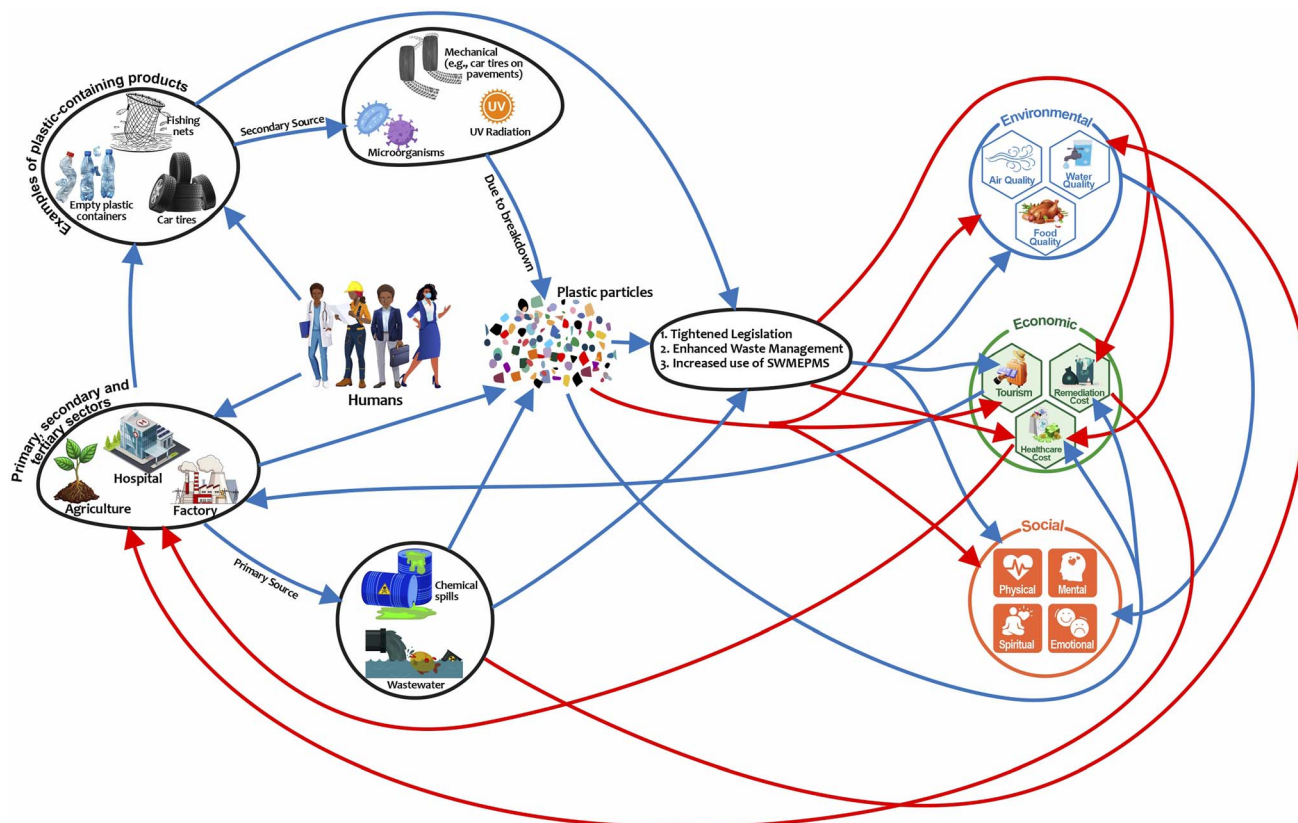 Examples of plastic-containing products
Fishing
nets
Empty plastic
containers
Car tires
Secondary Source
Mechanical
(e.g., car tires on
pavements)
UV
UV Radiation
Microorganisms
Due to breakdown
Humans
Plastic particles
1. Tightened Legislation
2. Enhanced Waste Management
3. Increased use of SWMEPMS
Primary, secondary and
tertiary sectors
H
Hospital
Agriculture
Factory
Primary Source
Chemical
spills
Wastewater
Environmental
Air Quality
Water
Quality
Food
Quality
Economic
Tourism
Remediation
Cost
Healthcare
Cost
Social
Physical
Mental
Spiritual
Emotional